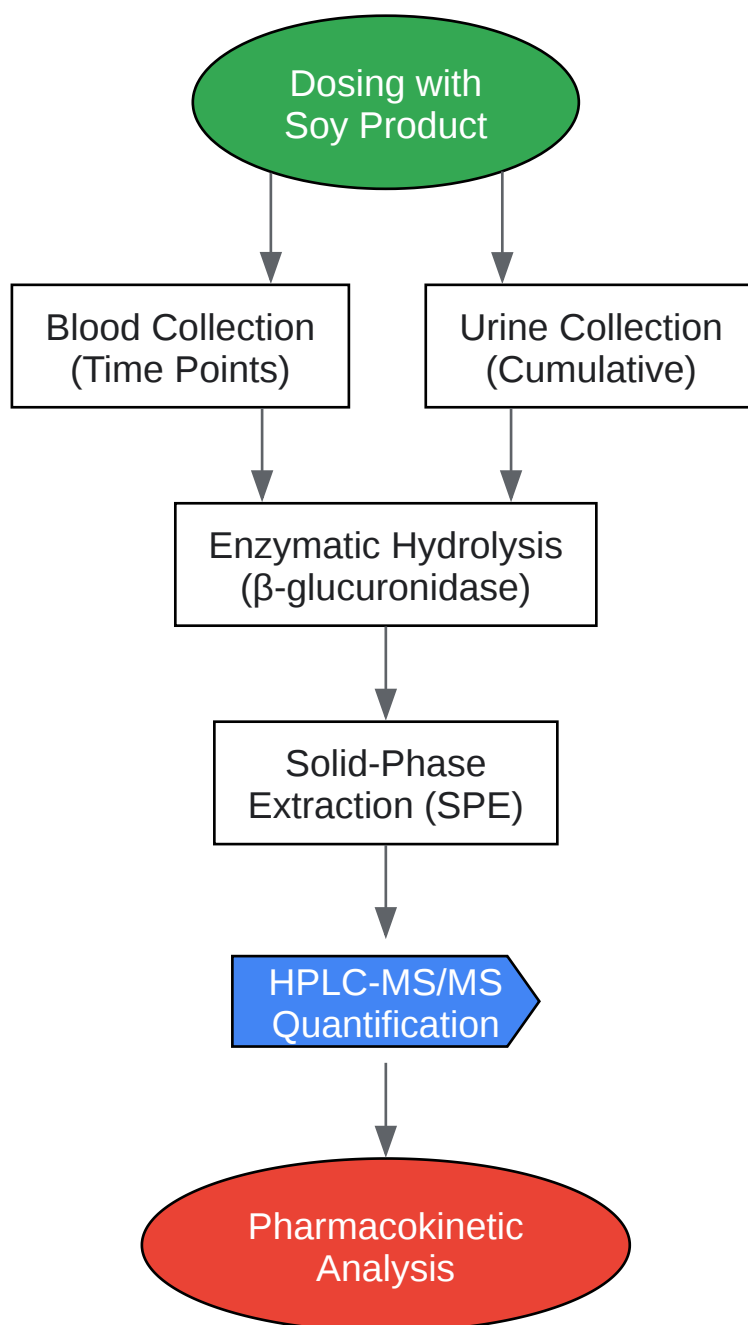 Dosing with
Soy Product
Blood Collection
(Time Points)
Urine Collection
(Cumulative)
Enzymatic Hydrolysis
(β-glucuronidase)
Solid-Phase
Extraction (SPE)
HPLC-MS/MS
Quantification
Pharmacokinetic
Analysis